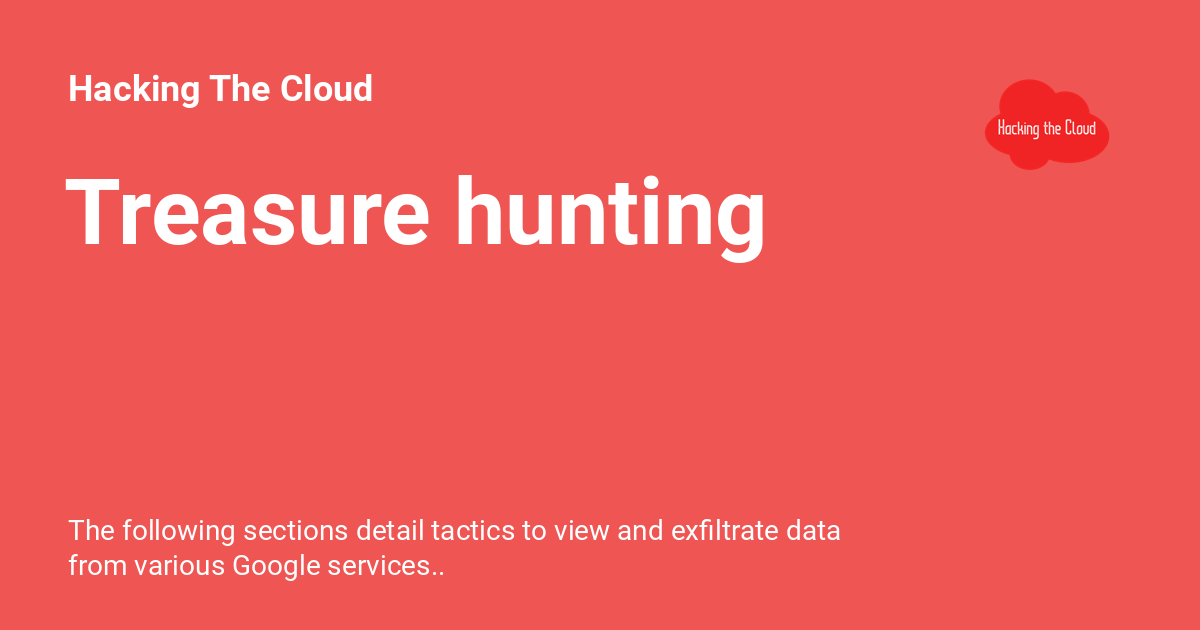 Hacking The Cloud
Hacking the Cloud
Treasure hunting
The following sections detail tactics to view and exfiltrate data
from various Google services..